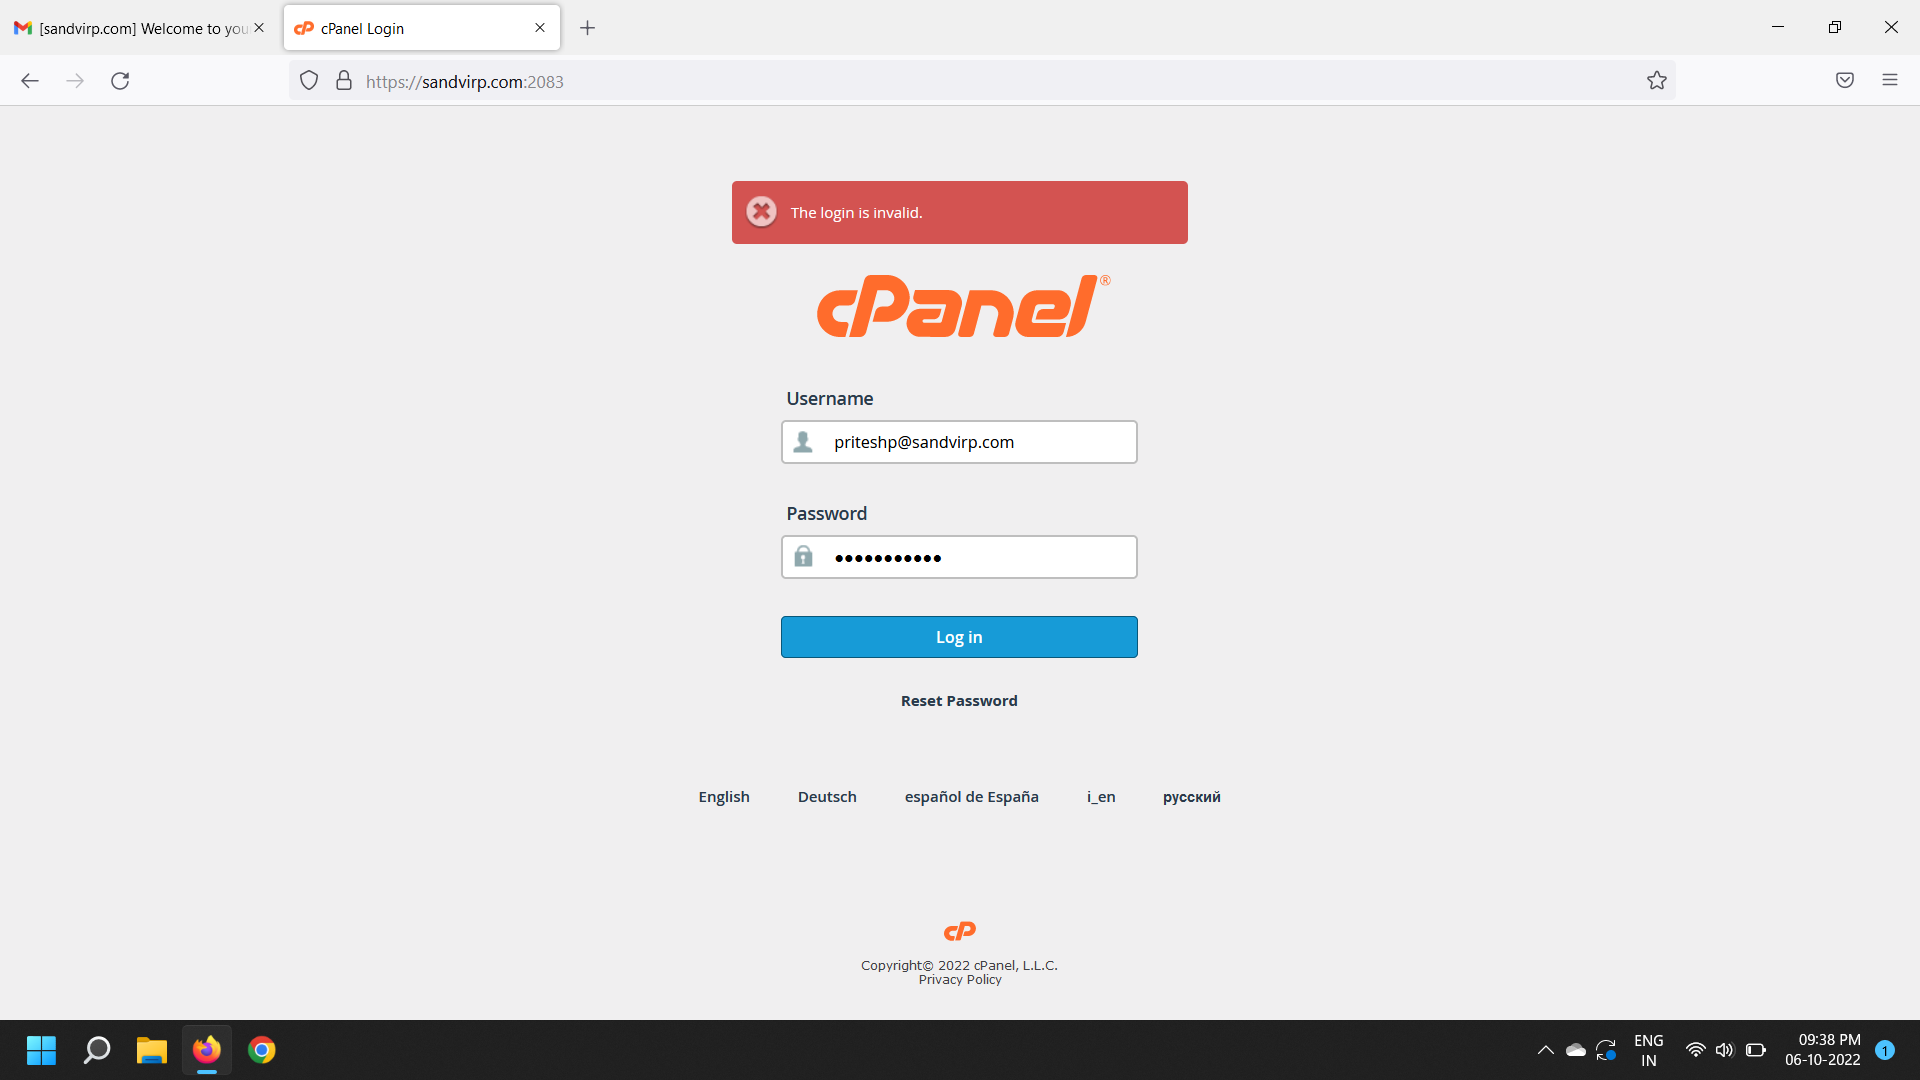 [sandvirp.com] Welcome to you
cPanel Login
https://sandvirp.com:2083
The login is invalid.
cPanel®
Username
priteshp@sandvirp.com
Password
Log in
Reset Password
English Deutsch español de España i_en русский
cP
Copyright© 2022 cPanel, L.L.C.
Privacy Policy
ENG
IN
09:38 PM
06-10-2022
1